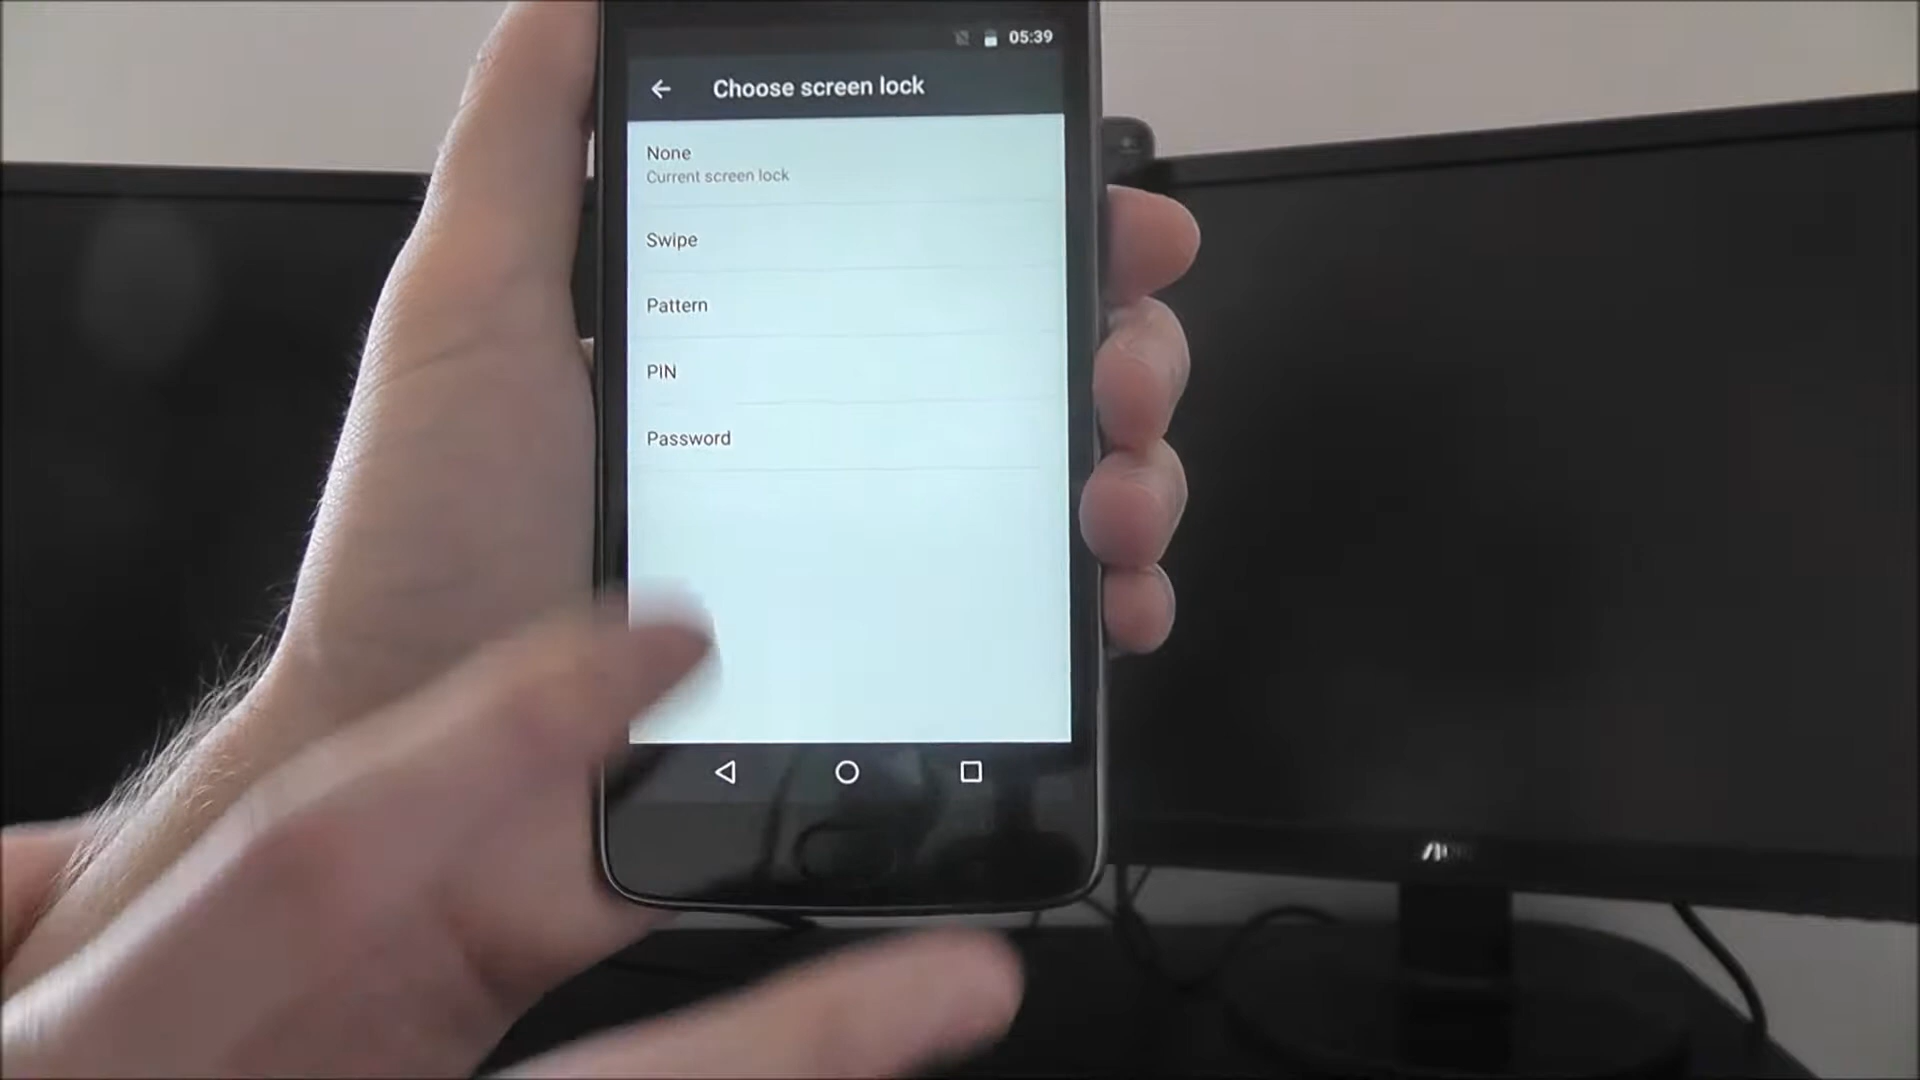 05:39
Choose screen lock
None
Current screen lock
Swipe
Pattern
PIN
Password